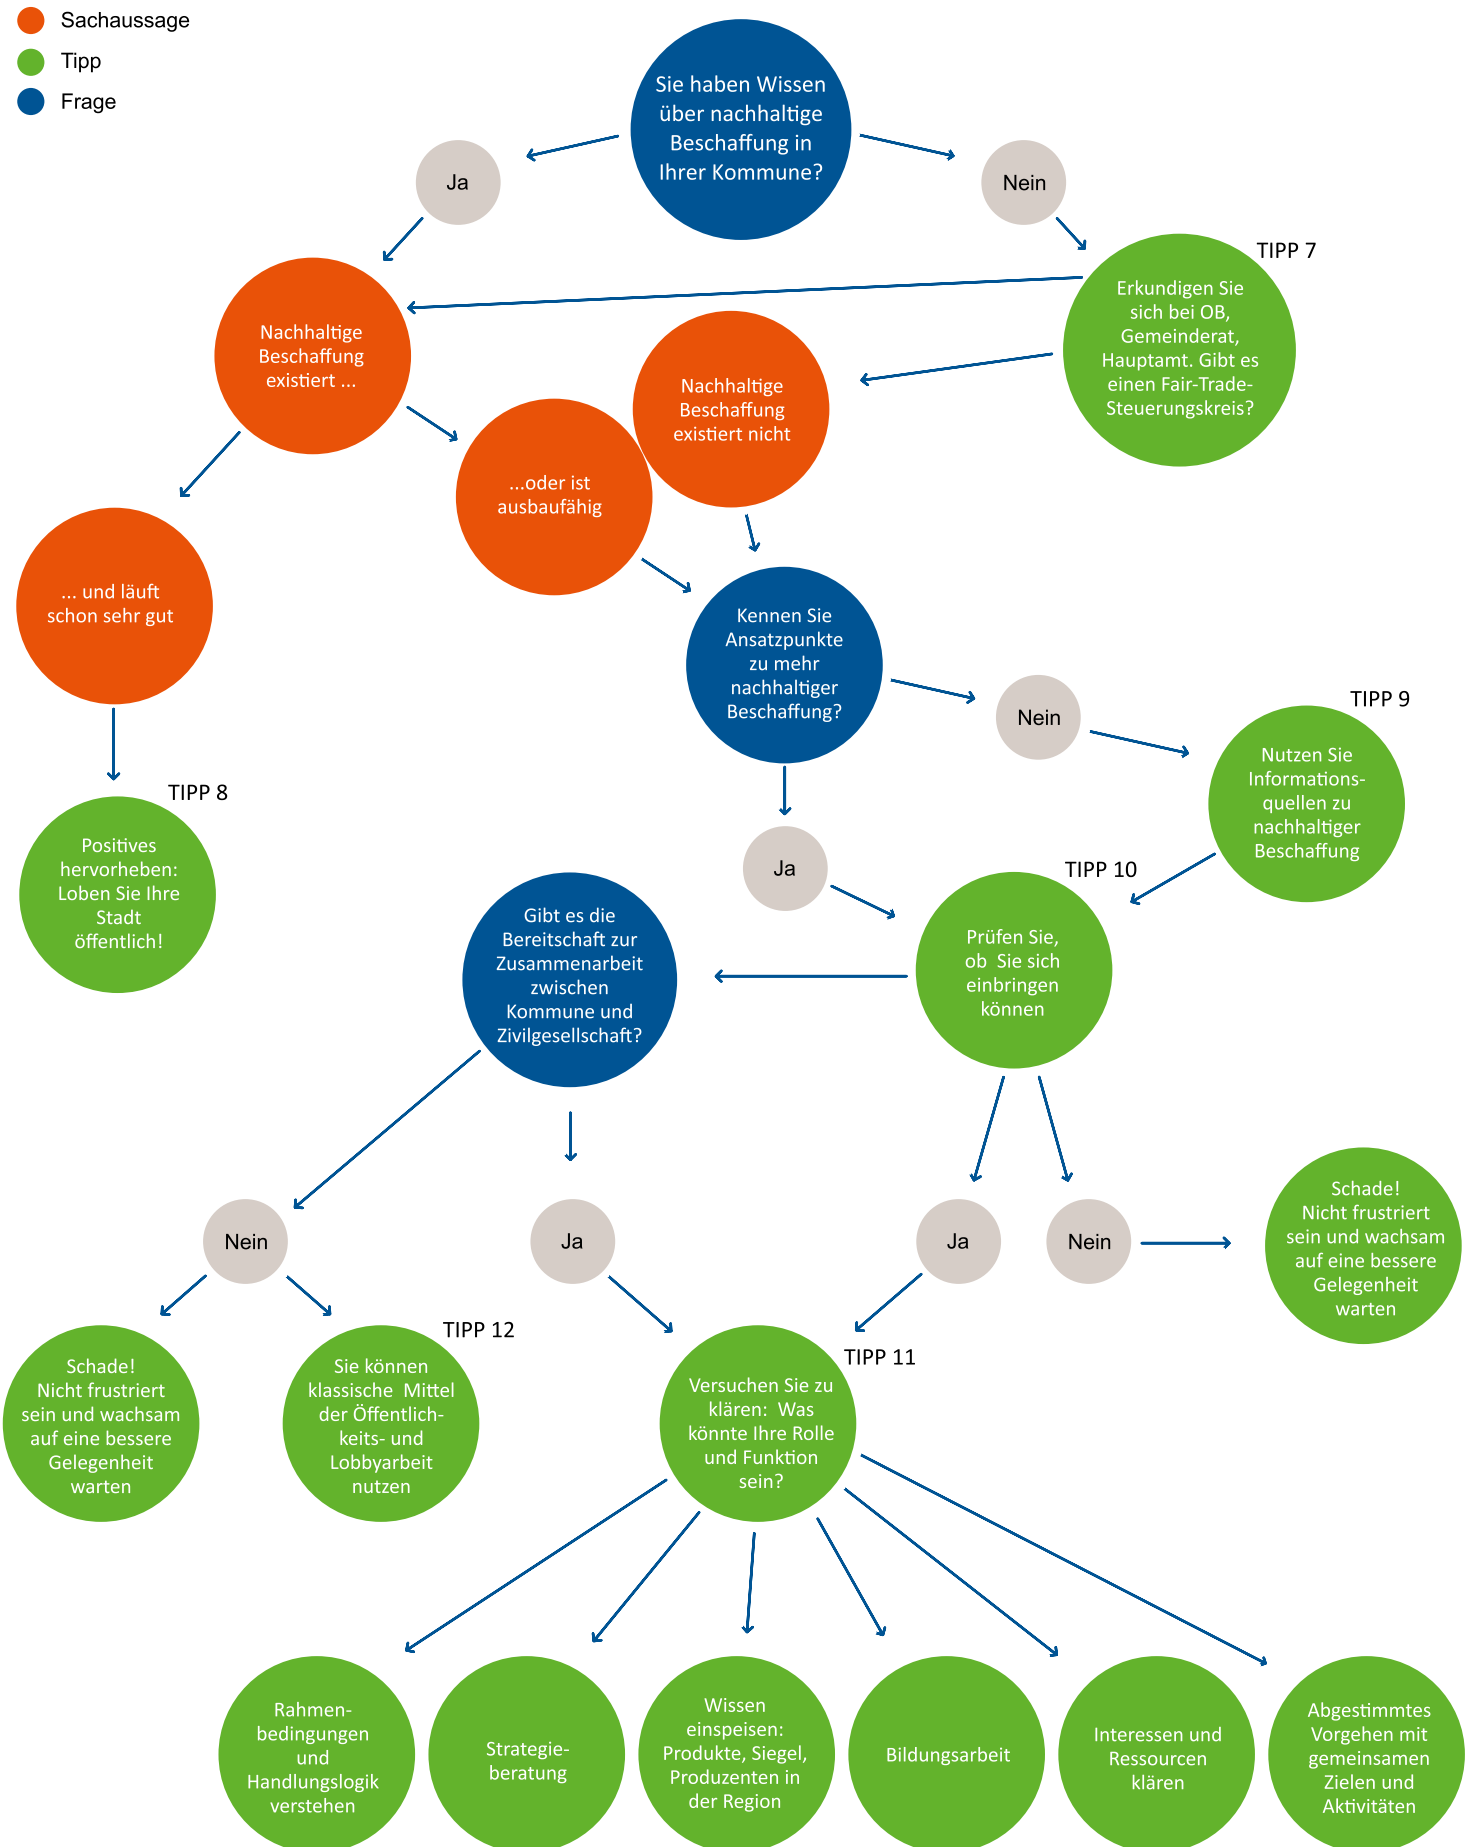 Sachaussage
Tipp
Frage
Sie haben Wissen
über nachhaltige
Beschaffung in
Ihrer Kommune?
Ja
Nein
TIPP 7
Erkundigen Sie
sich bei OB,
Gemeinderat,
Hauptamt. Gibt es
einen Fair-Trade-
Steuerungskreis?
Nachhaltige
Beschaffung
existiert ...
Nachhaltige
Beschaffung
existiert nicht
...oder ist
ausbaufähig
... und läuft
schon sehr gut
Kennen Sie
Ansatzpunkte
zu mehr
nachhaltiger
Beschaffung?
Nein
TIPP 9
Nutzen Sie
Informations-
quellen zu
nachhaltiger
Beschaffung
TIPP 8
Positives
hervorheben:
Loben Sie Ihre
Stadt
öffentlich!
Ja
TIPP 10
Prüfen Sie,
ob  Sie sich
einbringen
können
Gibt es die
Bereitschaft zur
Zusammenarbeit
zwischen
Kommune und
Zivilgesellschaft?
Nein
Ja
Ja
Nein
Schade!
Nicht frustriert
sein und wachsam
auf eine bessere
Gelegenheit
warten
Schade!
Nicht frustriert
sein und wachsam
auf eine bessere
Gelegenheit
warten
TIPP 12
Sie können
klassische  Mittel
der Öffentlich-
keits- und
Lobbyarbeit
nutzen
TIPP 11
Versuchen Sie zu
klären:  Was
könnte Ihre Rolle
und Funktion
sein?
Rahmen-
bedingungen
und
Handlungslogik
verstehen
Strategie-
beratung
Wissen
einspeisen:
Produkte, Siegel,
Produzenten in
der Region
Bildungsarbeit
Interessen und
Ressourcen
klären
Abgestimmtes
Vorgehen mit
gemeinsamen
Zielen und
Aktivitäten